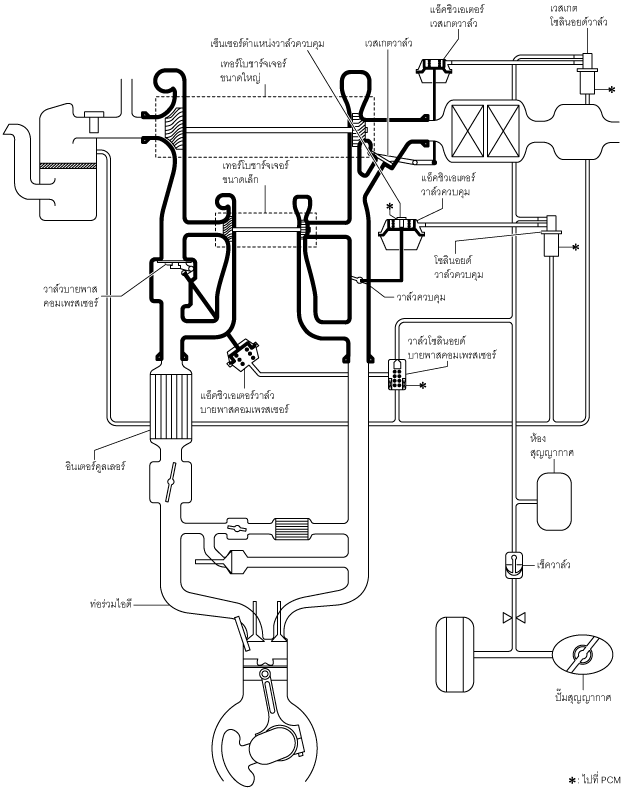 แอ็คชิวเอเตอร์
เวสเกตวาล์ว
เวสเกต
โซลินอยด์วาล์ว
เซ็นเซอร์ตำแหน่งวาล์วควบคุม
เวสเกตวาล์ว
เทอร์โบชาร์จเจอร์
ขนาดใหญ่
*
เทอร์โบชาร์จเจอร์
ขนาดเล็ก
แอ็คชิวเอเตอร์
วาล์วควบคุม
*
*
โซลินอยด์
วาล์วควบคุม
วาล์วบายพาส
คอมเพรสเซอร์
วาล์วควบคุม
วาล์วโซลินอยด์
บายพาสคอมเพรสเซอร์
*
แอ็คชิวเอเตอร์วาล์ว
บายพาสคอมเพรสเซอร์
อินเตอร์คูลเลอร์
ห้อง
สุญญากาศ
เช็ควาล์ว
ท่อร่วมไอดี
ปั๊มสุญญากาศ
* : ไปที่ PCM